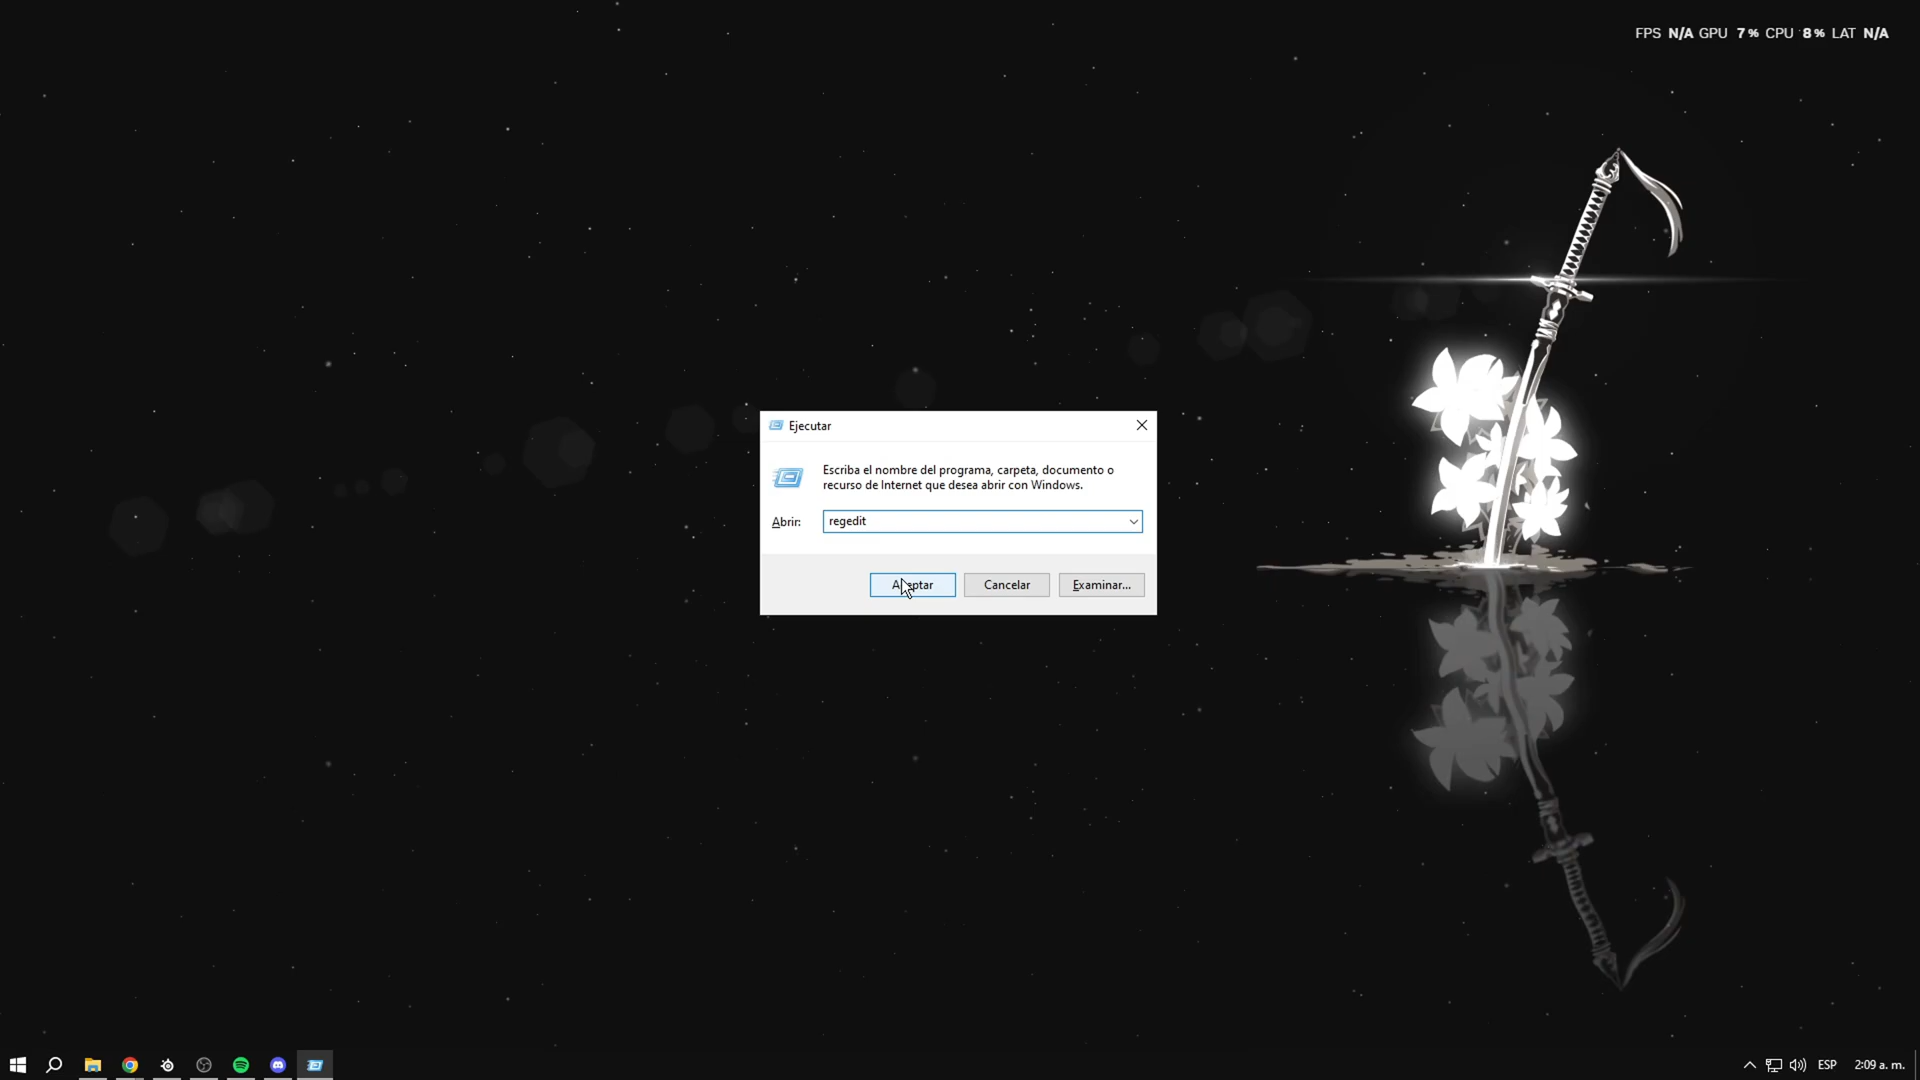 FPS N/A GPU 7% CPU 8% LAT N/A
Ejecutar
Escriba el nombre del programa, carpeta, documento o
recurso de Internet que desea abrir con Windows.
Abrir: regedit
Aceptar Cancelar Examinar...
ESP 2:09 a. m.